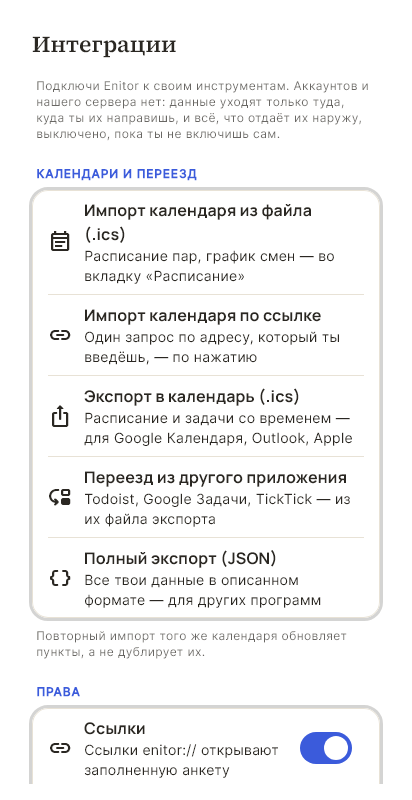 Интеграции
Подключи Enitor к своим инструментам. Аккаунтов и
нашего сервера нет: данные уходят только туда,
куда ты их направишь, и всё, что отдаёт их наружу,
выключено, пока ты не включишь сам.
КАЛЕНДАРИ И ПЕРЕЕЗД
Импорт календаря из файла
(.ics)
Расписание пар, график смен — во
вкладку «Расписание»
Импорт календаря по ссылке
Один запрос по адресу, который ты
введёшь, — по нажатию
Экспорт в календарь (.ics)
Расписание и задачи со временем —
для Google Календаря, Outlook, Apple
Переезд из другого приложения
Todoist, Google Задачи, TickTick — из
их файла экспорта
Полный экспорт (JSON)
Все твои данные в описанном
формате — для других программ
Повторный импорт того же календаря обновляет
пункты, а не дублирует их.
ПРАВА
Ссылки
Ссылки enitor:// открывают
заполненную анкету